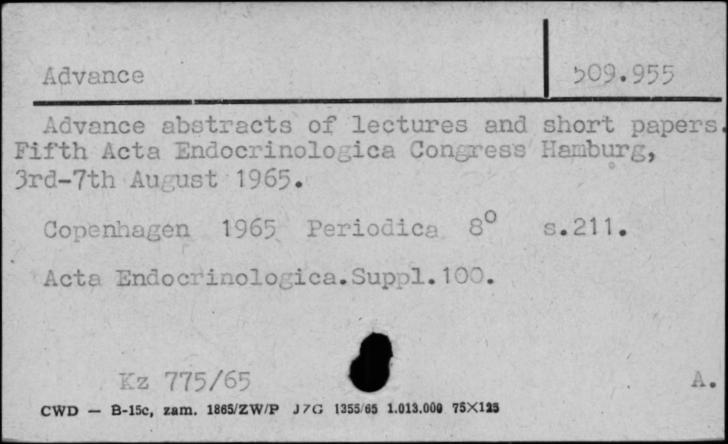 Advance 509.955
Advance abstracts of lectures and short papers.
Fifth Acta Endocrinologica Congress Hamburg,
3rd-7th August 1965.
Copenhagen 1965 Periodica 8° s.211.
Acta Endocrinologica.Suppl.100.
Kz 775/65 A.
CWD — B-15c, zam. 1865/ZW/P J7G 1355/65 1.013.000 75×125